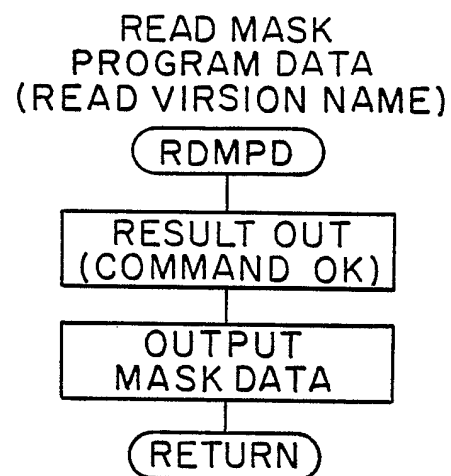 READ MASK
PROGRAM DATA
(READ VIRSION NAME)
RDMPD
RESULT OUT
(COMMAND OK)
OUTPUT
MASK DATA
RETURN